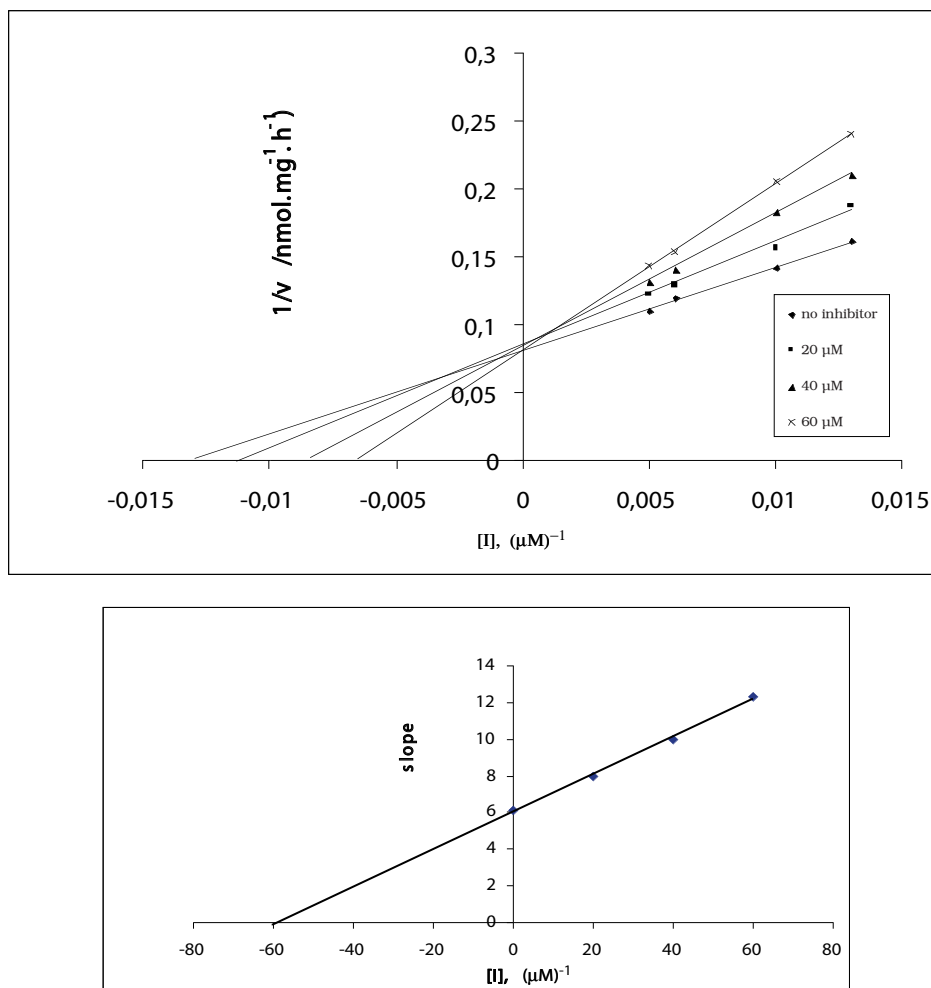 0,3
0,25
0,2
0,15
0,1
0,05
0
1/v /nmol.mg⁻¹.h⁻¹)
no inhibitor
20 µM
40 µM
60 µM
-0,015 -0,01 -0,005 0 0,005 0,01 0,015
[I], (µM)⁻¹
14
12
10
8
6
4
2
0
slope
-80 -60 -40 -20 0 20 40 60 80
[I], (µM)⁻¹